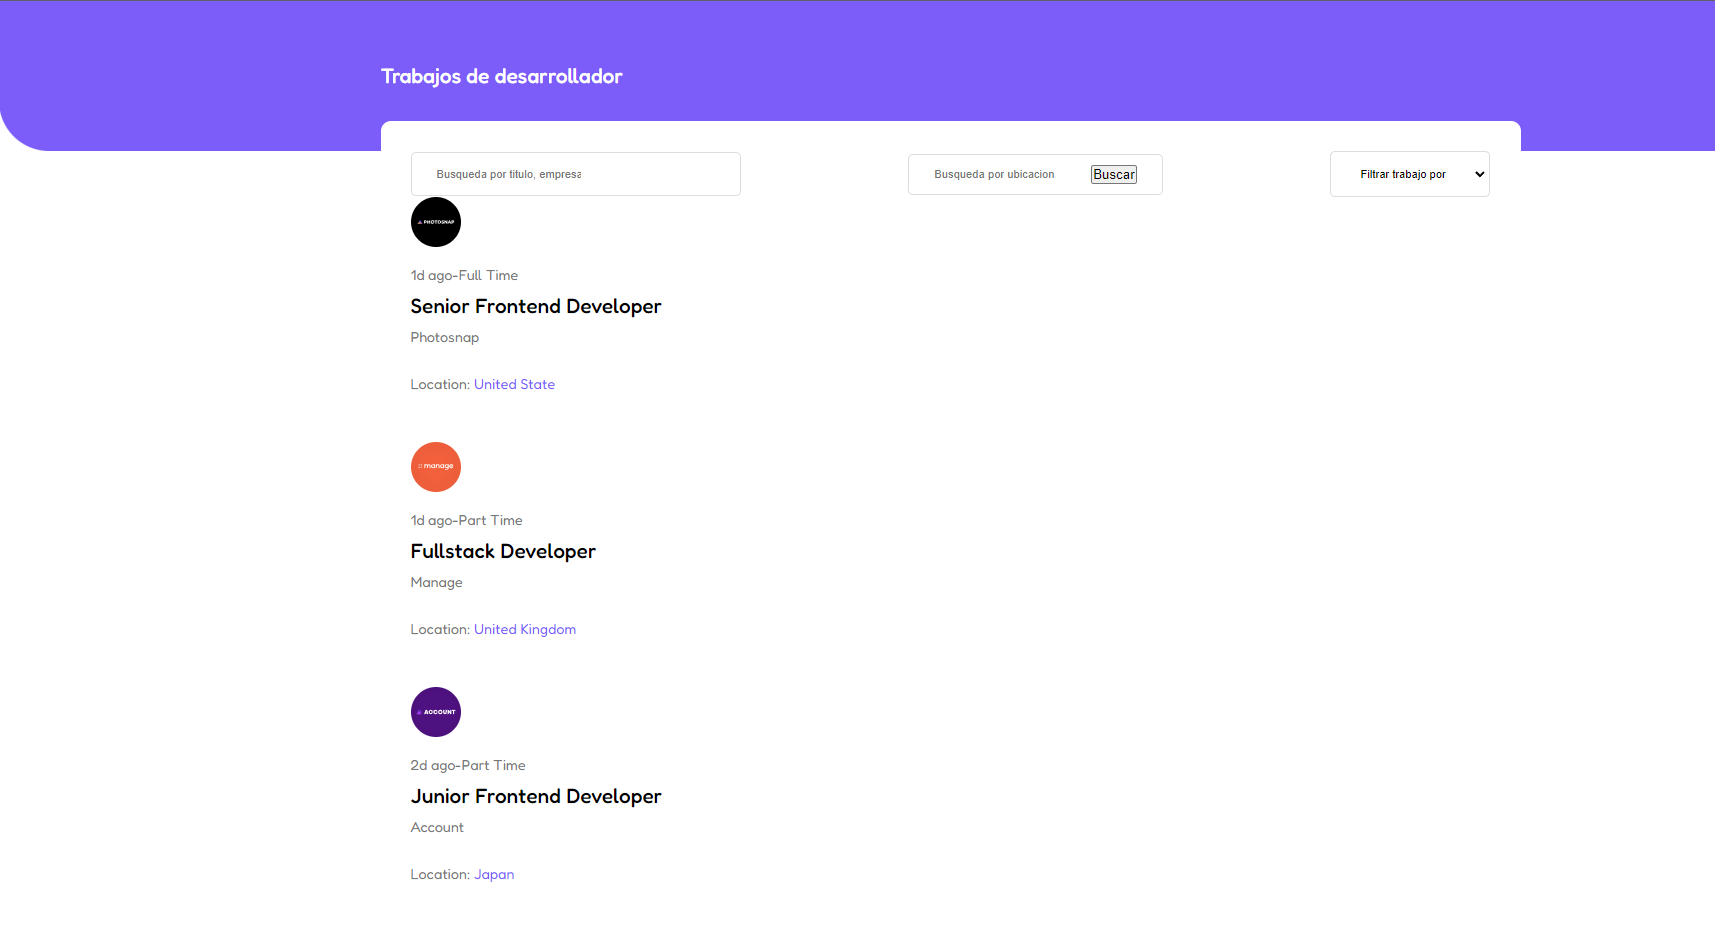 Trabajos de desarrollador
Busqueda por titulo, empresa
Busqueda por ubicacion
Buscar
Filtrar trabajo por
PHOTOSNAP
1d ago-Full Time
Senior Frontend Developer
Photosnap
Location: United State
manage
1d ago-Part Time
Fullstack Developer
Manage
Location: United Kingdom
ACCOUNT
2d ago-Part Time
Junior Frontend Developer
Account
Location: Japan